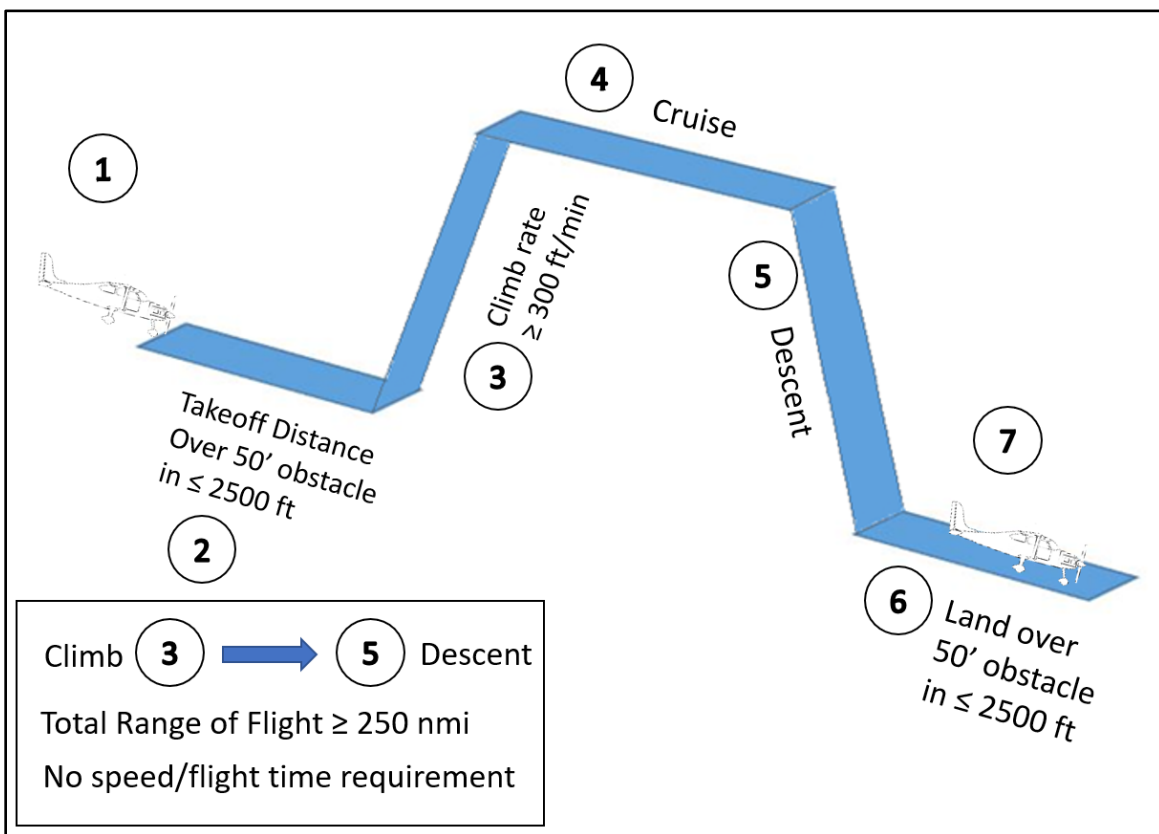 1
Takeoff Distance
Over 50’ obstacle
in ≤ 2500 ft
2
Climb rate
≥ 300 ft/min
3
4
Cruise
5
Descent
6
Land over
50’ obstacle
in ≤ 2500 ft
7
Climb 3 5 Descent
Total Range of Flight ≥ 250 nmi
No speed/flight time requirement